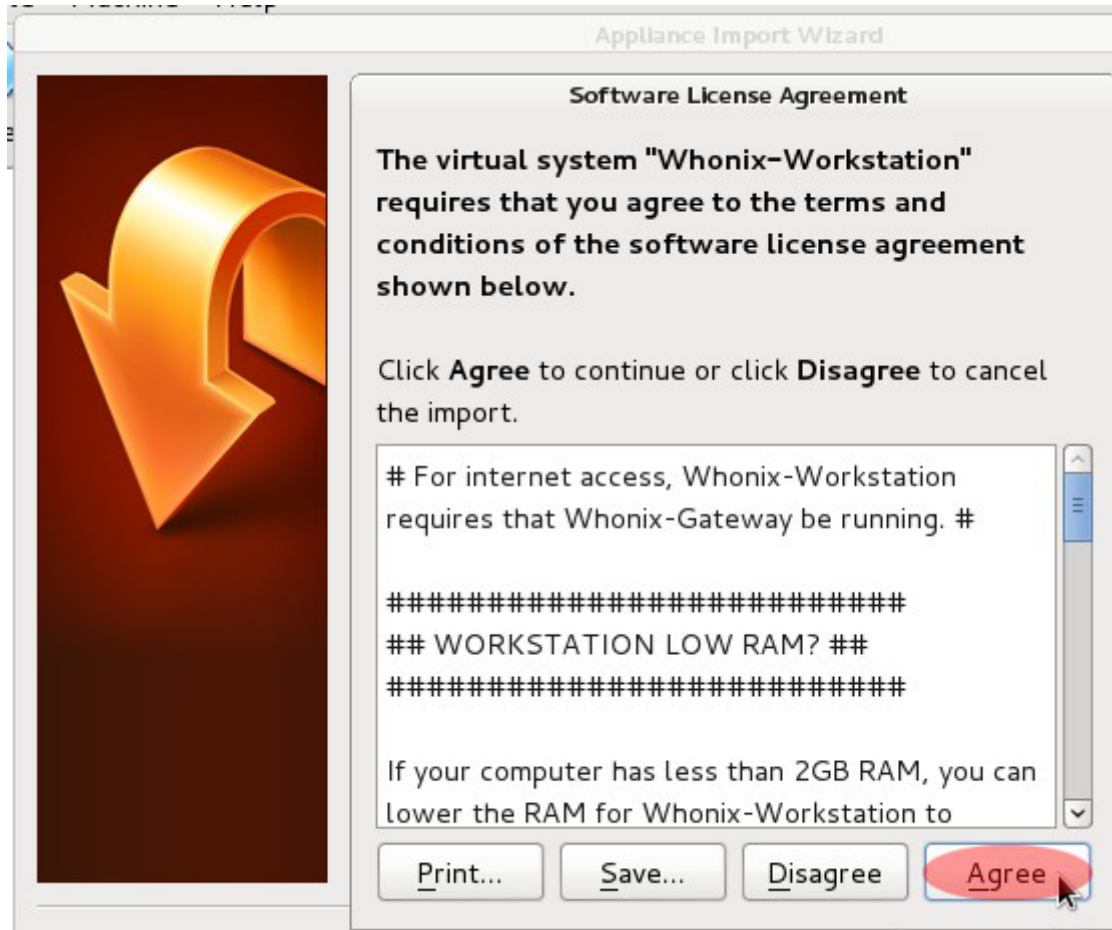 Machine Help
Appliance Import Wizard
Software License Agreement
The virtual system "Whonix-Workstation"
requires that you agree to the terms and
conditions of the software license agreement
shown below.
Click Agree to continue or click Disagree to cancel
the import.
# For internet access, Whonix-Workstation
requires that Whonix-Gateway be running. #
##########################
## WORKSTATION LOW RAM? ##
##########################
If your computer has less than 2GB RAM, you can
lower the RAM for Whonix-Workstation to
Print... Save... Disagree Agree